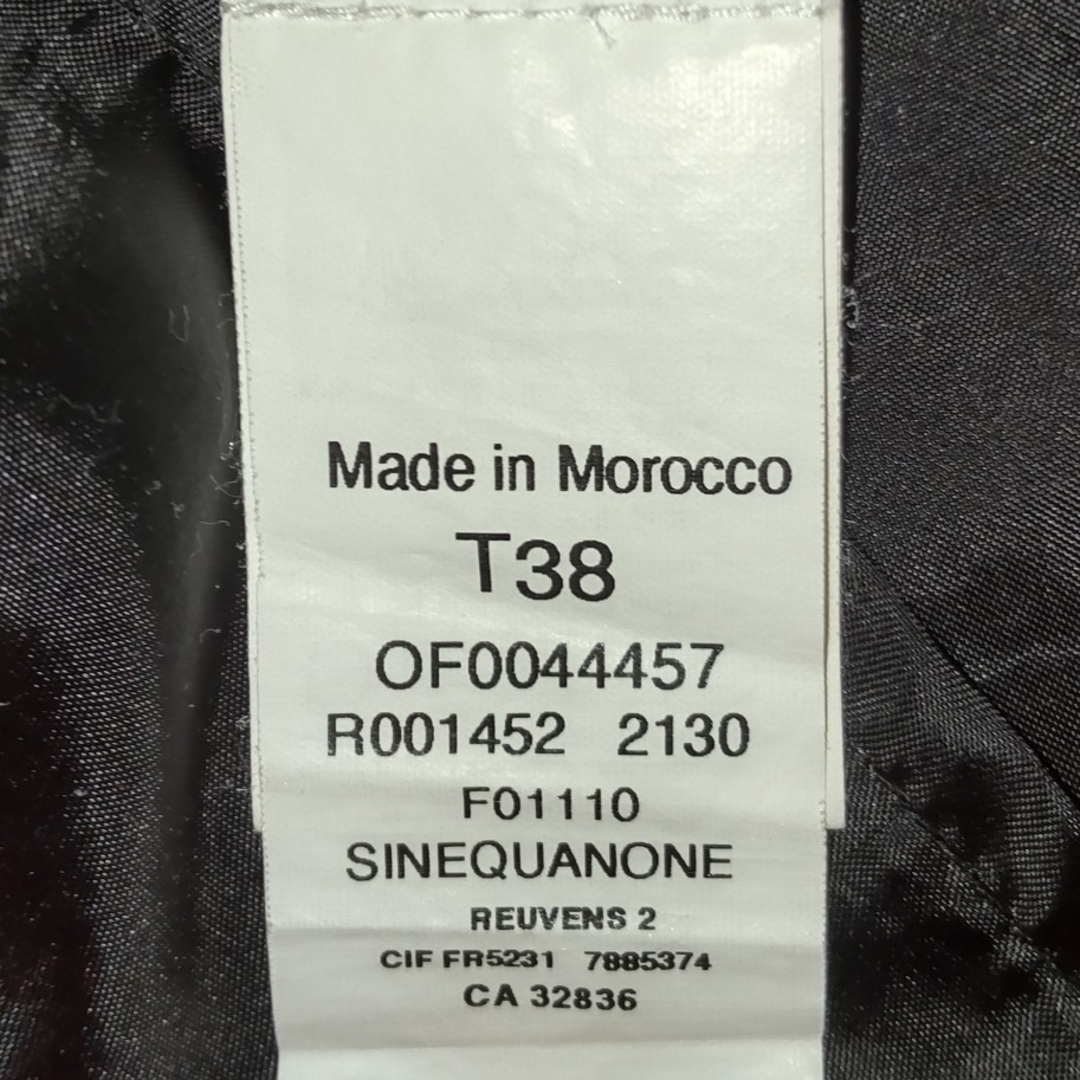 Made in Morocco
T38
OF0044457
R001452 2130
F01110
SINEQUANONE
REUVENS 2
CIF FR5231 7885374
CA 32836